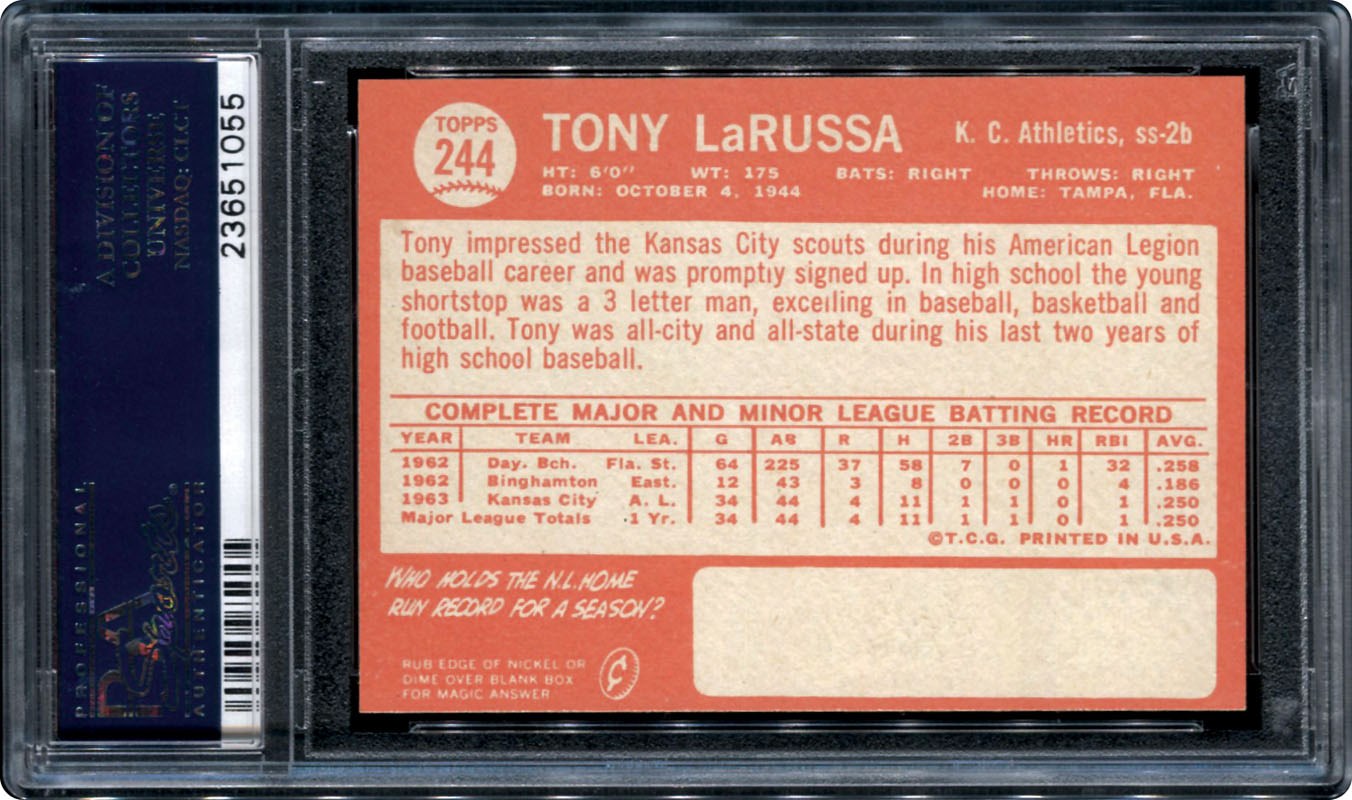 A DIVISION OF
COLLECTORS
UNIVERSE
NASDAQ: CLCT
23651055
PROFESSIONAL
PSA
Sports
AUTHENTICATOR
TOPPS
244
TONY LaRUSSA K. C. Athletics, ss-2b
HT: 6'0" WT: 175 BATS: RIGHT THROWS: RIGHT
BORN: OCTOBER 4, 1944 HOME: TAMPA, FLA.
Tony impressed the Kansas City scouts during his American Legion
baseball career and was promptly signed up. In high school the young
shortstop was a 3 letter man, excelling in baseball, basketball and
football. Tony was all-city and all-state during his last two years of
high school baseball.
COMPLETE MAJOR AND MINOR LEAGUE BATTING RECORD
YEAR TEAM LEA. G AB R H 2B 3B HR RBI AVG.
1962 Day. Bch. Fla. St. 64 225 37 58 7 0 1 32 .258
1962 Binghamton East. 12 43 3 8 0 0 0 4 .186
1963 Kansas City A. L. 34 44 4 11 1 1 0 1 .250
Major League Totals 1 Yr. 34 44 4 11 1 1 0 1 .250
©T.C.G. PRINTED IN U.S.A.
WHO HOLDS THE N.L. HOME
RUN RECORD FOR A SEASON?
RUB EDGE OF NICKEL OR
DIME OVER BLANK BOX
FOR MAGIC ANSWER
¢